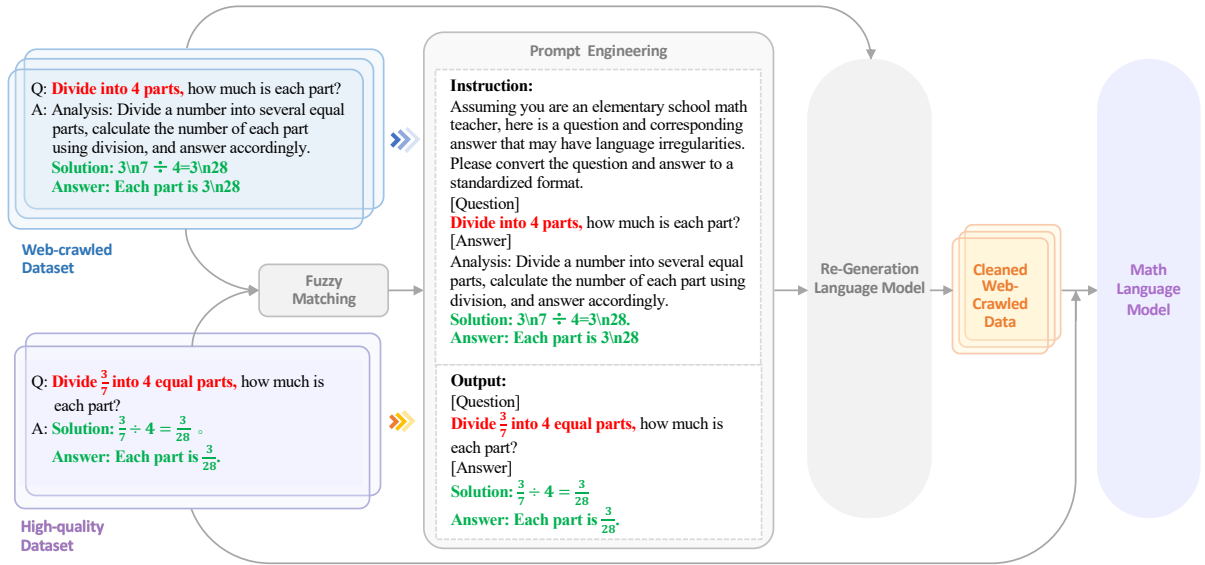 Q: Divide into 4 parts, how much is each part?
A: Analysis: Divide a number into several equal
parts, calculate the number of each part
using division, and answer accordingly.
Solution: 3\n7 ÷ 4=3\n28
Answer: Each part is 3\n28
Web-crawled
Dataset
Fuzzy
Matching
Q: Divide 3/7 into 4 equal parts, how much is
each part?
A: Solution: 3/7 ÷ 4 = 3/28 。
Answer: Each part is 3/28.
High-quality
Dataset
Prompt Engineering
Instruction:
Assuming you are an elementary school math
teacher, here is a question and corresponding
answer that may have language irregularities.
Please convert the question and answer to a
standardized format.
[Question]
Divide into 4 parts, how much is each part?
[Answer]
Analysis: Divide a number into several equal
parts, calculate the number of each part using
division, and answer accordingly.
Solution: 3\n7 ÷ 4=3\n28.
Answer: Each part is 3\n28
Output:
[Question]
Divide 3/7 into 4 equal parts, how much is
each part?
[Answer]
Solution: 3/7 ÷ 4 = 3/28
Answer: Each part is 3/28.
Re-Generation
Language Model
Cleaned
Web-
Crawled
Data
Math
Language
Model